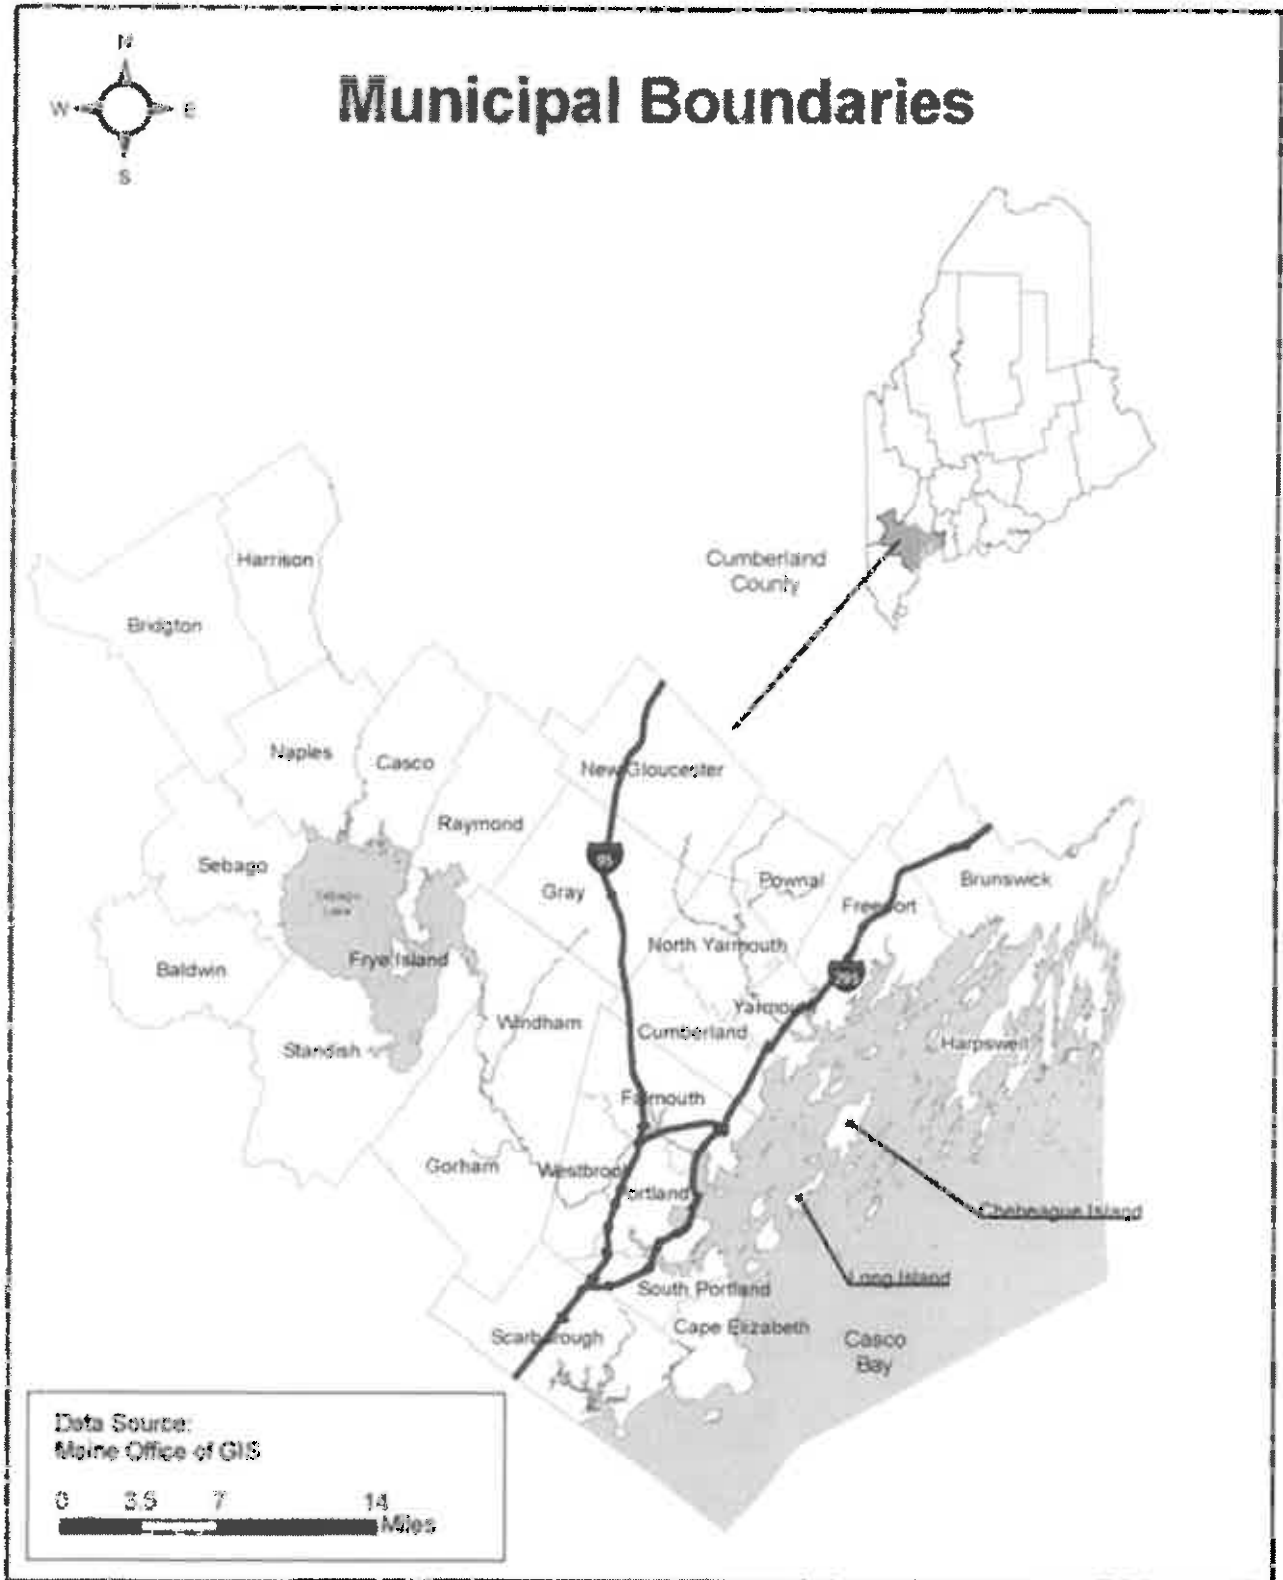 N
W E
S
Municipal Boundaries
Cumberland
County
Harrison
Bridgton
Naples
Casco
New Gloucester
Raymond
95
Sebago
Sebago
Lake
Gray
Pownal
Brunswick
Freeport
North Yarmouth
Baldwin
Frye Island
295
Yarmouth
Windham
Cumberland
Harpswell
Standish
Falmouth
Gorham
Westbrook
Portland
Chebeague Island
Long Island
South Portland
Cape Elizabeth
Scarborough
Casco
Bay
Data Source:
Maine Office of GIS
0 3.5 7 14
Miles